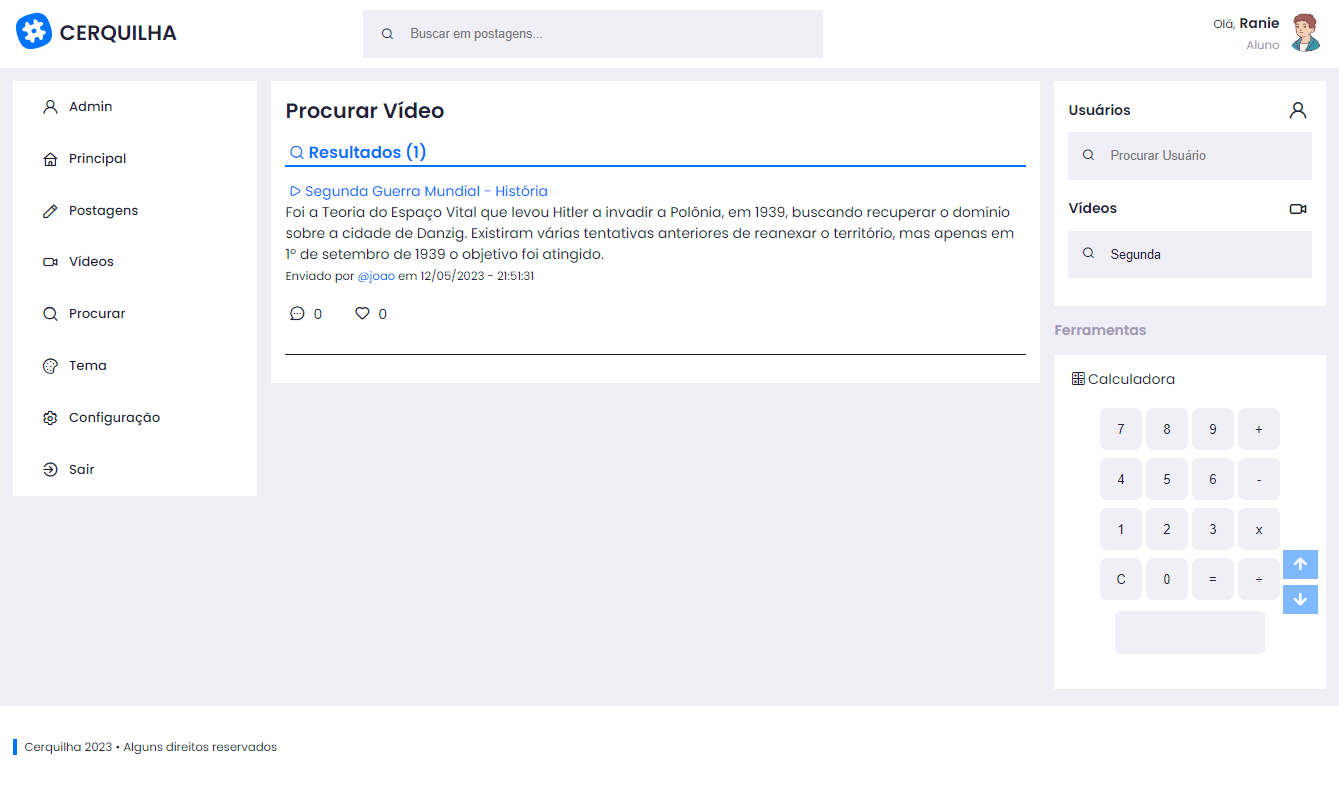 CERQUILHA
Buscar em postagens...
Olá, Ranie
Aluno
Admin
Principal
Postagens
Vídeos
Procurar
Tema
Configuração
Sair
Procurar Vídeo
Resultados (1)
Segunda Guerra Mundial - História
Foi a Teoria do Espaço Vital que levou Hitler a invadir a Polônia, em 1939, buscando recuperar o domínio
sobre a cidade de Danzig. Existiram várias tentativas anteriores de reanexar o território, mas apenas em
1º de setembro de 1939 o objetivo foi atingido.
Enviado por @joao em 12/05/2023 - 21:51:31
0 0
Usuários
Procurar Usuário
Vídeos
Segunda
Ferramentas
Calculadora
7 8 9 +
4 5 6 -
1 2 3 x
C 0 = ÷
Cerquilha 2023 • Alguns direitos reservados